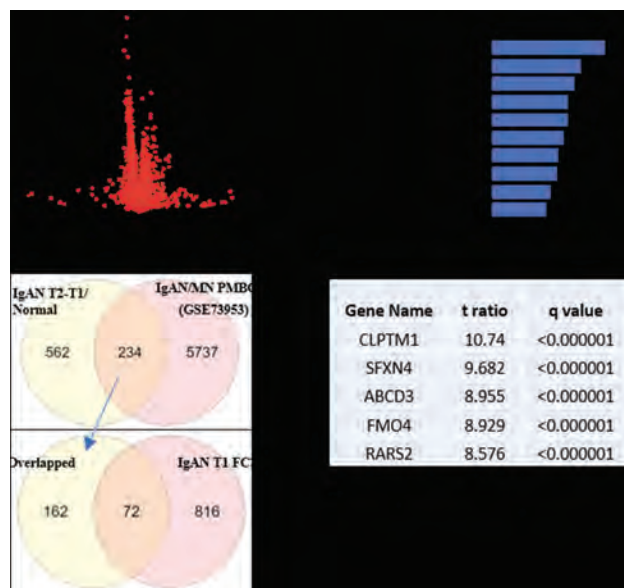 IgAN T2-T1/
Normal
IgAN/MN PMBC
(GSE73953)
562
234
5737
Overlapped
IgAN T1 FC
162
72
816
Gene Name t ratio q value
CLPTM1 10.74 <0.000001
SFXN4 9.682 <0.000001
ABCD3 8.955 <0.000001
FMO4 8.929 <0.000001
RARS2 8.576 <0.000001